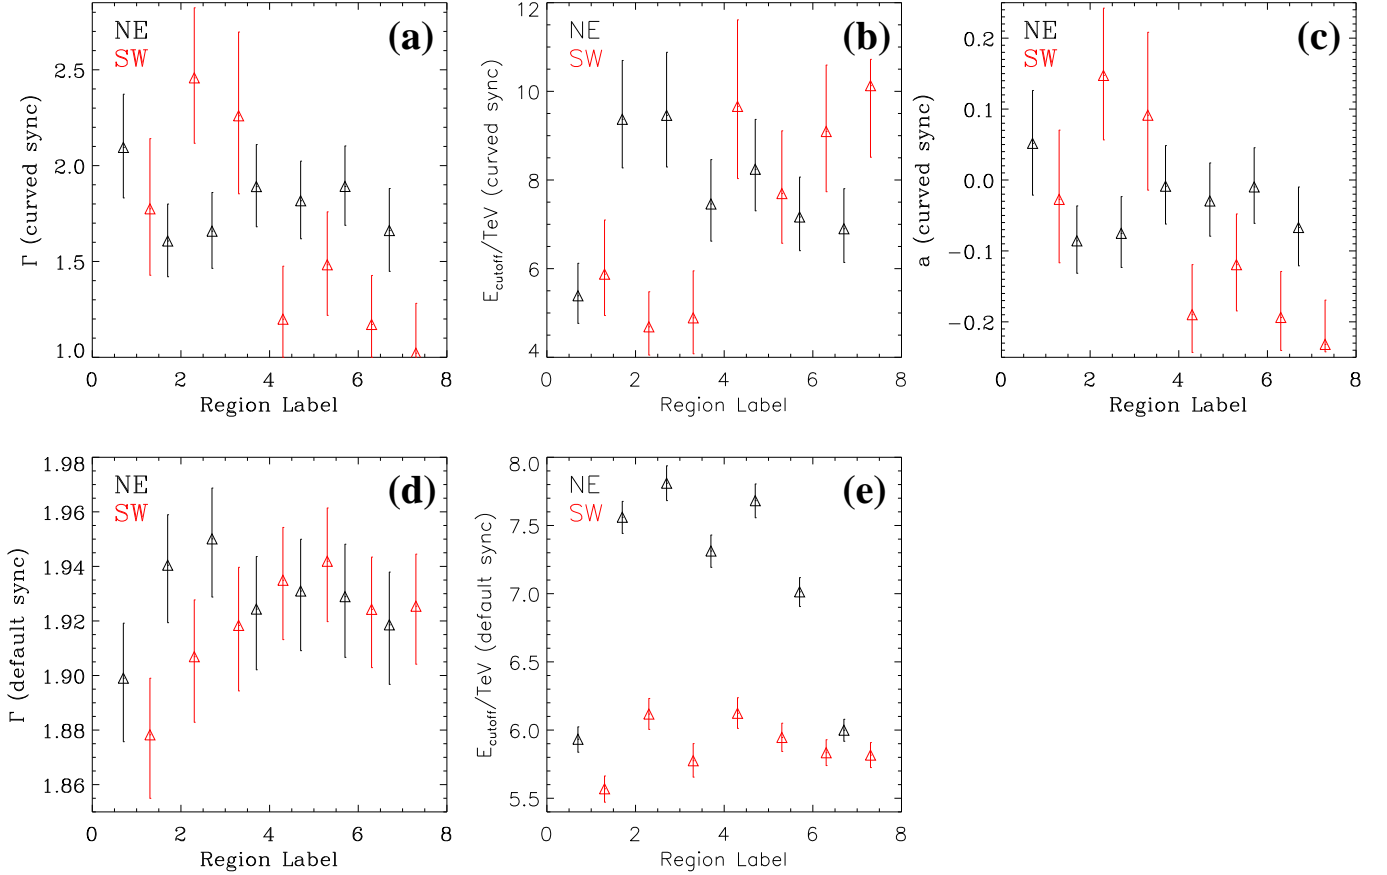 NE
SW
(a)
Γ (curved sync)
2.5
2.0
1.5
1.0
0 2 4 6 8
Region Label
NE
SW
(b)
E_cutoff/TeV (curved sync)
12
10
8
6
4
0 2 4 6 8
Region Label
NE
SW
(c)
a (curved sync)
0.2
0.1
0.0
−0.1
−0.2
0 2 4 6 8
Region Label
NE
SW
(d)
Γ (default sync)
1.98
1.96
1.94
1.92
1.90
1.88
1.86
0 2 4 6 8
Region Label
NE
SW
(e)
E_cutoff/TeV (default sync)
8.0
7.5
7.0
6.5
6.0
5.5
0 2 4 6 8
Region Label